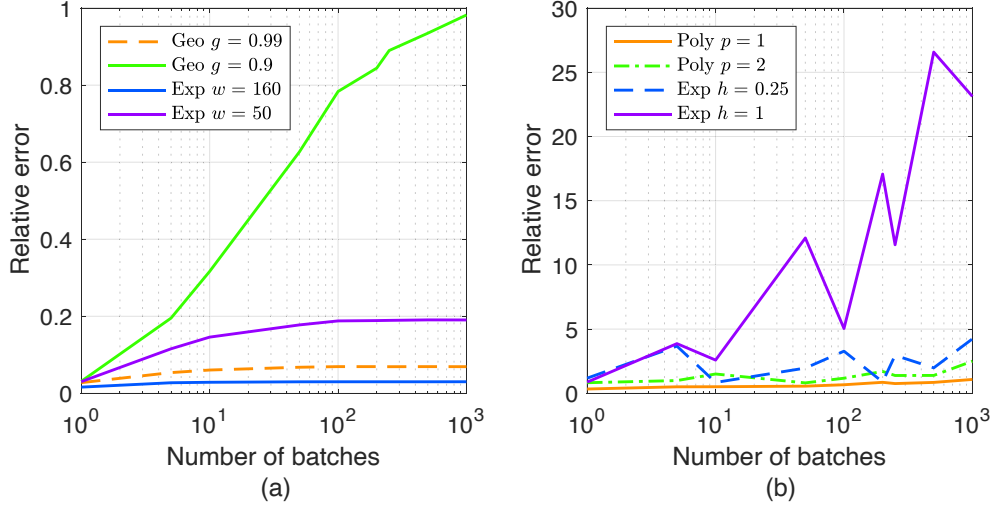 1
0.8
0.6
0.4
0.2
0
Relative error
Geo g = 0.99
Geo g = 0.9
Exp w = 160
Exp w = 50
10^0
10^1
10^2
10^3
Number of batches
(a)
30
25
20
15
10
5
0
Relative error
Poly p = 1
Poly p = 2
Exp h = 0.25
Exp h = 1
10^0
10^1
10^2
10^3
Number of batches
(b)